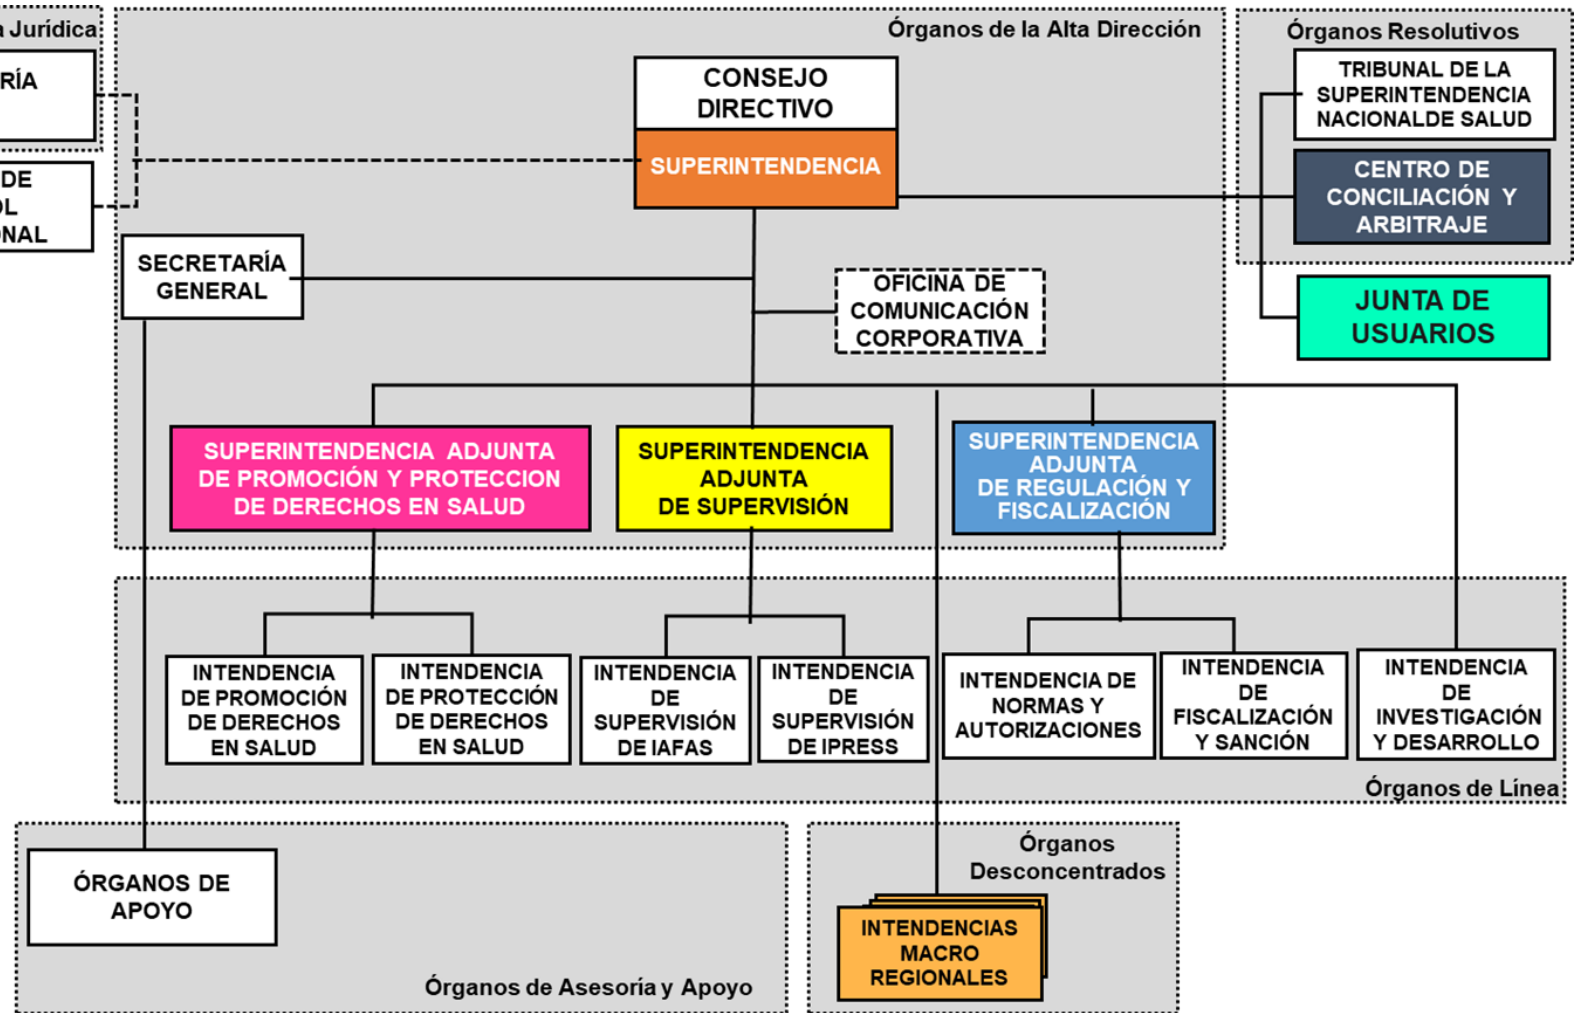 a Jurídica
RÍA
DE
OL
ONAL
Órganos de la Alta Dirección
CONSEJO
DIRECTIVO
SUPERINTENDENCIA
SECRETARÍA
GENERAL
OFICINA DE
COMUNICACIÓN
CORPORATIVA
Órganos Resolutivos
TRIBUNAL DE LA
SUPERINTENDENCIA
NACIONALDE SALUD
CENTRO DE
CONCILIACIÓN Y
ARBITRAJE
JUNTA DE
USUARIOS
SUPERINTENDENCIA ADJUNTA
DE PROMOCIÓN Y PROTECCION
DE DERECHOS EN SALUD
SUPERINTENDENCIA
ADJUNTA
DE SUPERVISIÓN
SUPERINTENDENCIA
ADJUNTA
DE REGULACIÓN Y
FISCALIZACIÓN
INTENDENCIA
DE PROMOCIÓN
DE DERECHOS
EN SALUD
INTENDENCIA
DE PROTECCIÓN
DE DERECHOS
EN SALUD
INTENDENCIA
DE
SUPERVISIÓN
DE IAFAS
INTENDENCIA
DE
SUPERVISIÓN
DE IPRESS
INTENDENCIA DE
NORMAS Y
AUTORIZACIONES
INTENDENCIA
DE
FISCALIZACIÓN
Y SANCIÓN
INTENDENCIA
DE
INVESTIGACIÓN
Y DESARROLLO
Órganos de Línea
ÓRGANOS DE
APOYO
Órganos de Asesoría y Apoyo
Órganos
Desconcentrados
INTENDENCIAS
MACRO
REGIONALES